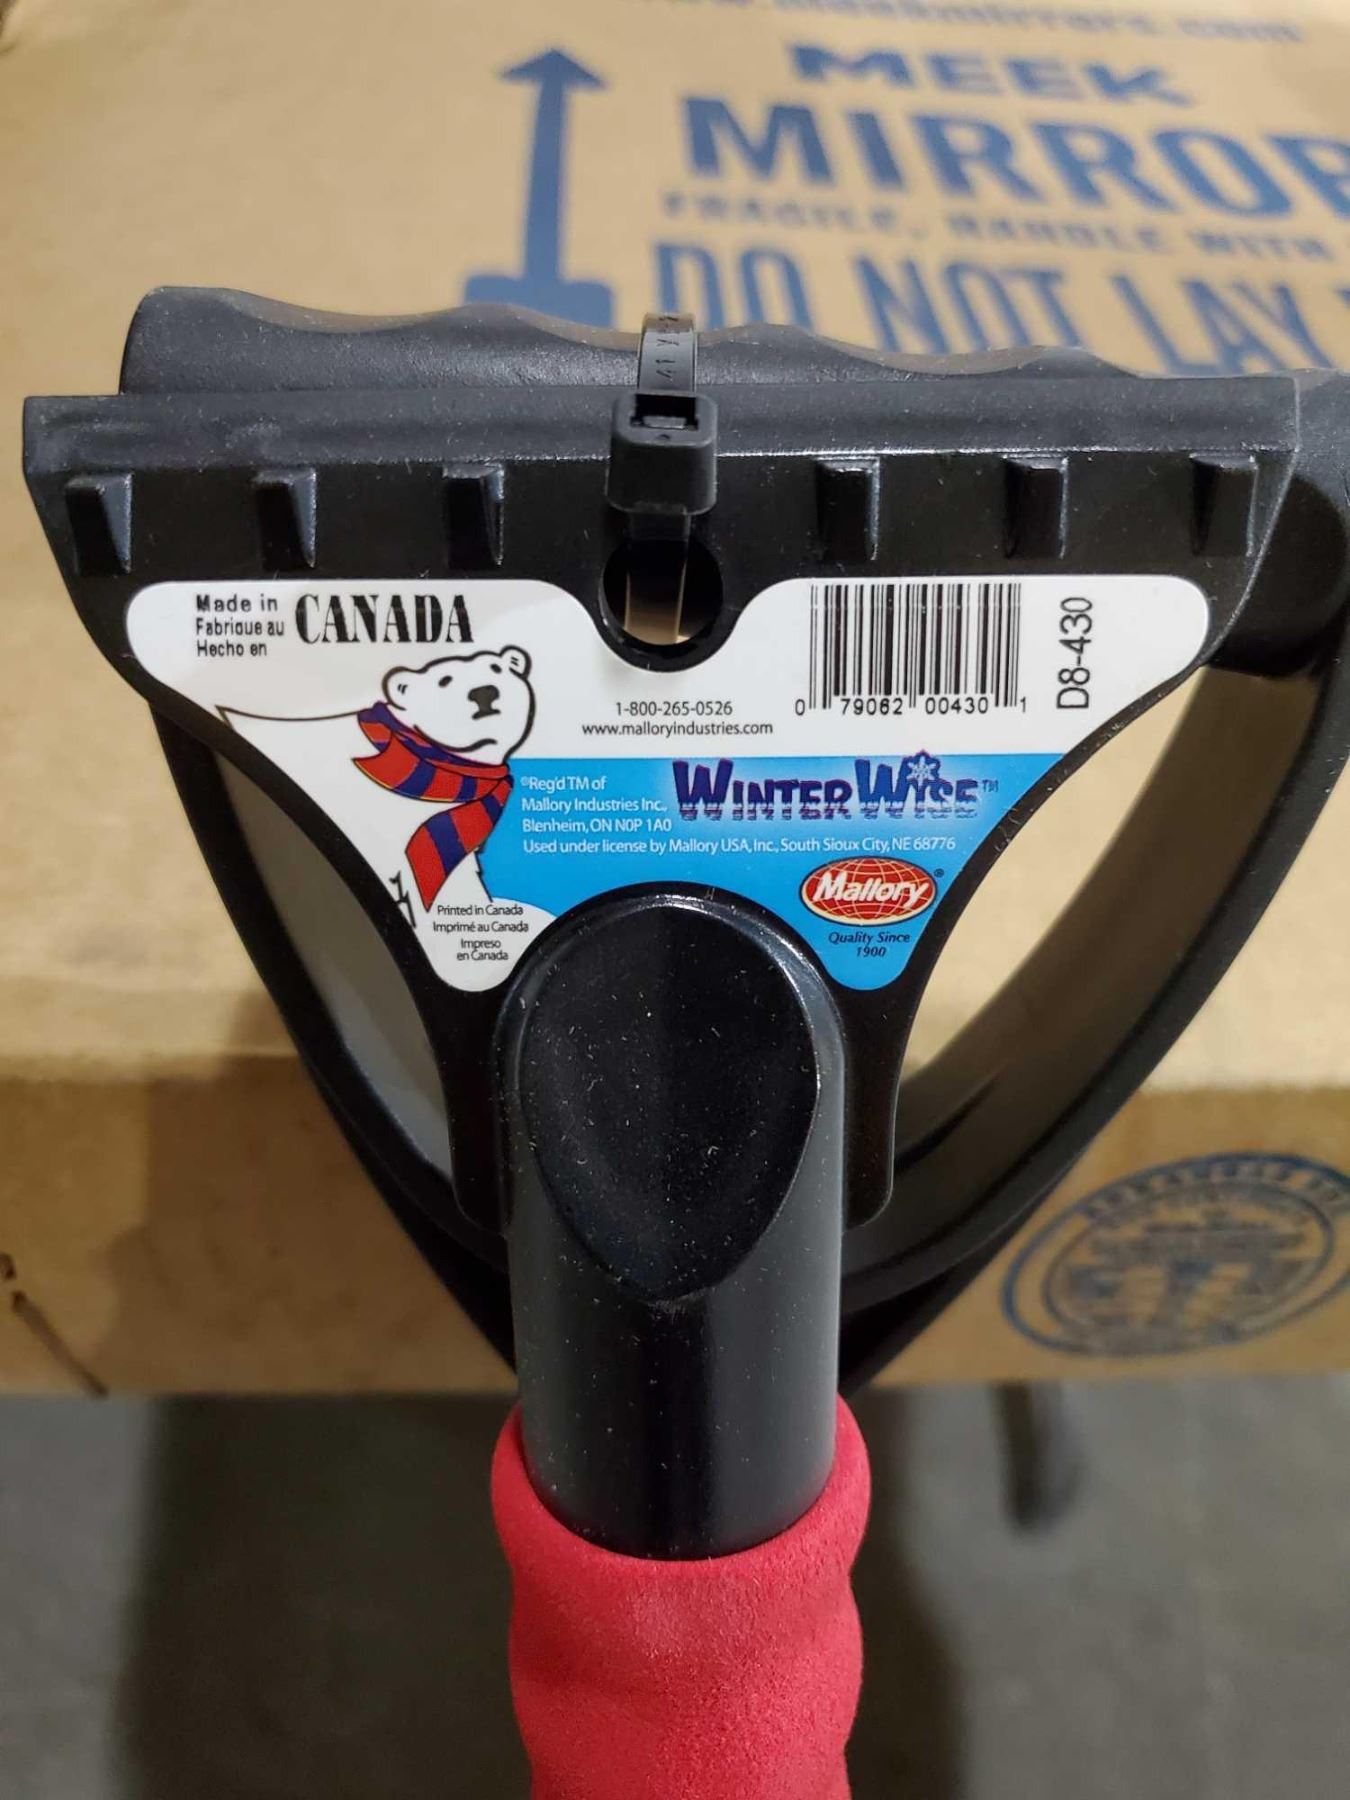 MEEK
MIRROR
FRAGILE, HANDLE WITH
DO NOT LAY
Made in
Fabrique au
Hecho en
CANADA
1-800-265-0526
www.malloryindustries.com
0 79062 00430 1
D8-430
®Reg'd TM of
Mallory Industries Inc.,
Blenheim, ON N0P 1A0
Used under license by Mallory USA, Inc., South Sioux City, NE 68776
WINTER WISE™
Mallory®
Quality Since
1900
Printed in Canada
Imprimé au Canada
Impreso
en Canada